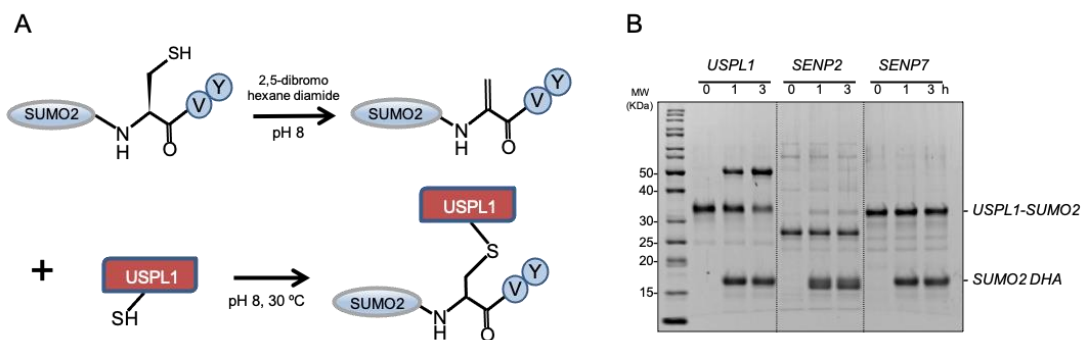 A
SH
SUMO2
N
H
O
V
Y
2,5-dibromo
hexane diamide
pH 8
SUMO2
N
H
O
V
Y
+
USPL1
SH
pH 8, 30 ºC
USPL1
S
SUMO2
N
H
O
V
Y
B
USPL1 SENP2 SENP7
MW
(KDa)
0 1 3 0 1 3 0 1 3 h
50-
40-
30-
25-
20-
15-
- USPL1-SUMO2
- SUMO2 DHA